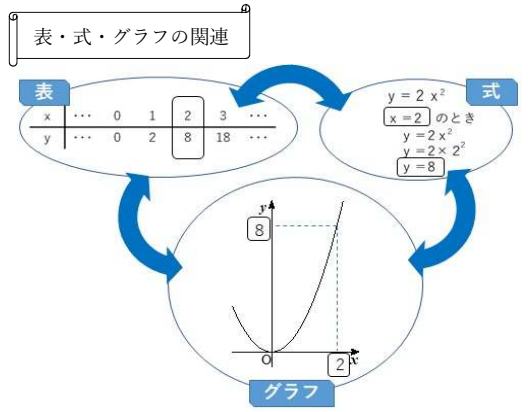 表・式・グラフの関連
表
x ・・・ 0 1 2 3 ・・・
y ・・・ 0 2 8 18 ・・・
式
y = 2 x²
x = 2 のとき
y = 2 x²
y = 2 × 2²
y = 8
y
8
O
2
x
グラフ